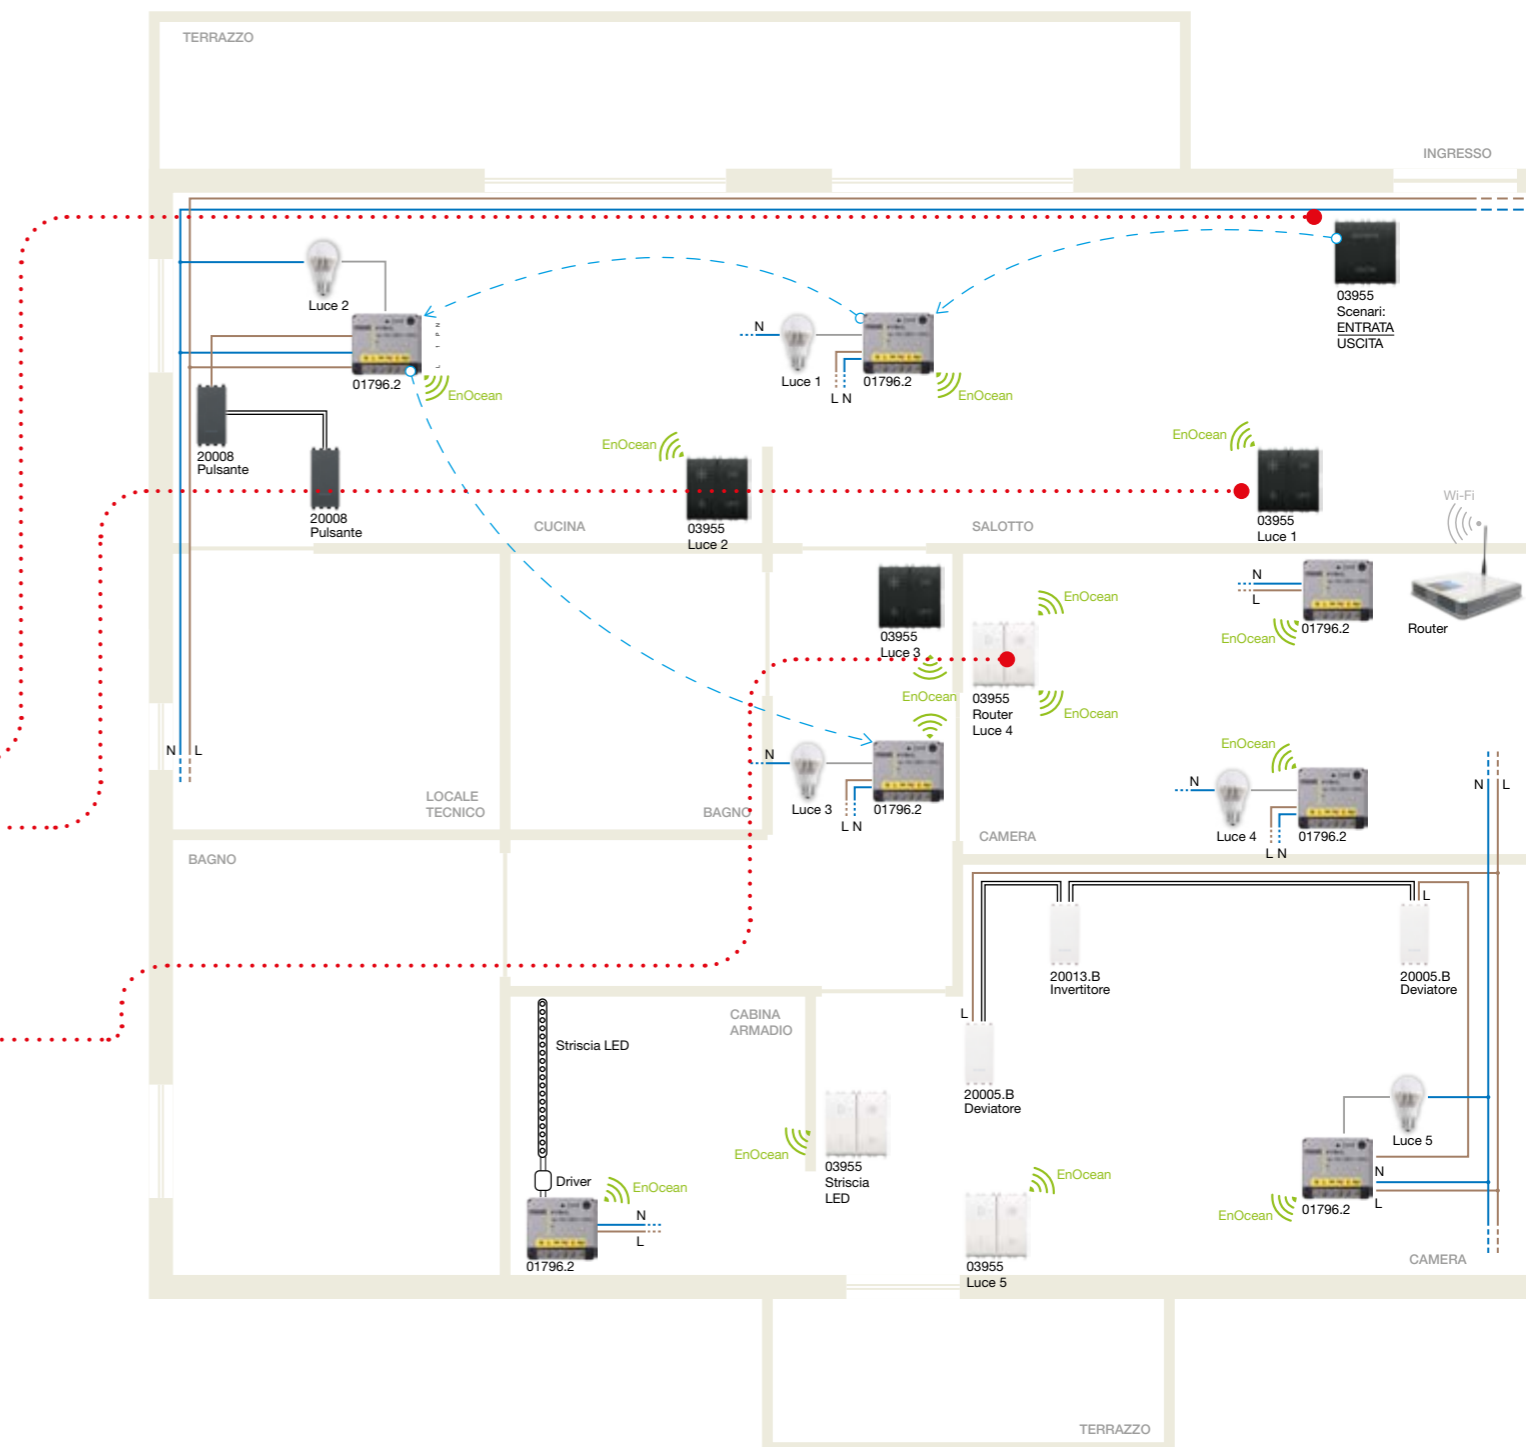 TERRAZZO
INGRESSO
03955
Scenari:
ENTRATA
USCITA
Luce 2
01796.2
EnOcean
N
Luce 1
L N
01796.2
EnOcean
20008
Pulsante
20008
Pulsante
EnOcean
03955
Luce 2
CUCINA
SALOTTO
EnOcean
03955
Luce 1
Wi-Fi
Router
N
L
01796.2
EnOcean
03955
Luce 3
EnOcean
EnOcean
03955
Router
Luce 4
EnOcean
N L
LOCALE
TECNICO
BAGNO
N
Luce 3
L N
01796.2
CAMERA
EnOcean
N
Luce 4
L N
01796.2
N L
BAGNO
L
20013.B
Invertitore
20005.B
Deviatore
L
20005.B
Deviatore
CABINA
ARMADIO
Striscia LED
Driver
EnOcean
N
L
01796.2
EnOcean
03955
Striscia
LED
EnOcean
03955
Luce 5
Luce 5
N
L
01796.2
EnOcean
CAMERA
TERRAZZO